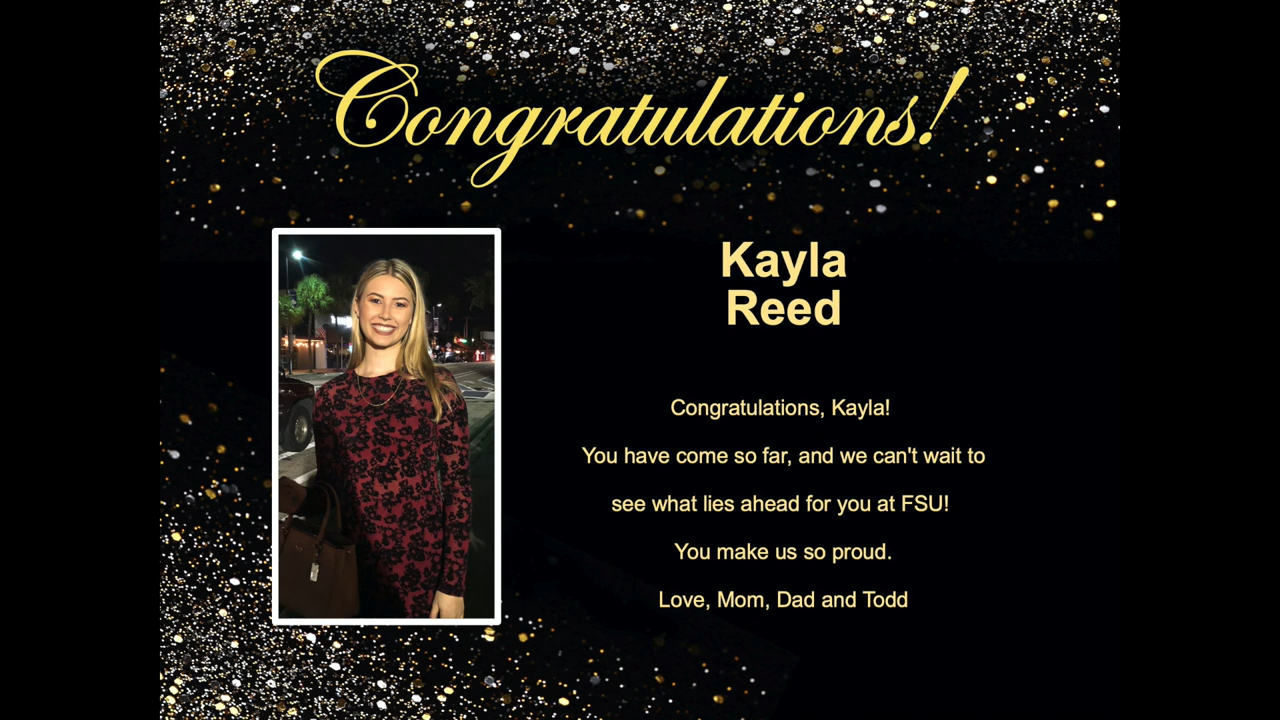 Congratulations!
Kayla
Reed
Congratulations, Kayla!
You have come so far, and we can't wait to
see what lies ahead for you at FSU!
You make us so proud.
Love, Mom, Dad and Todd